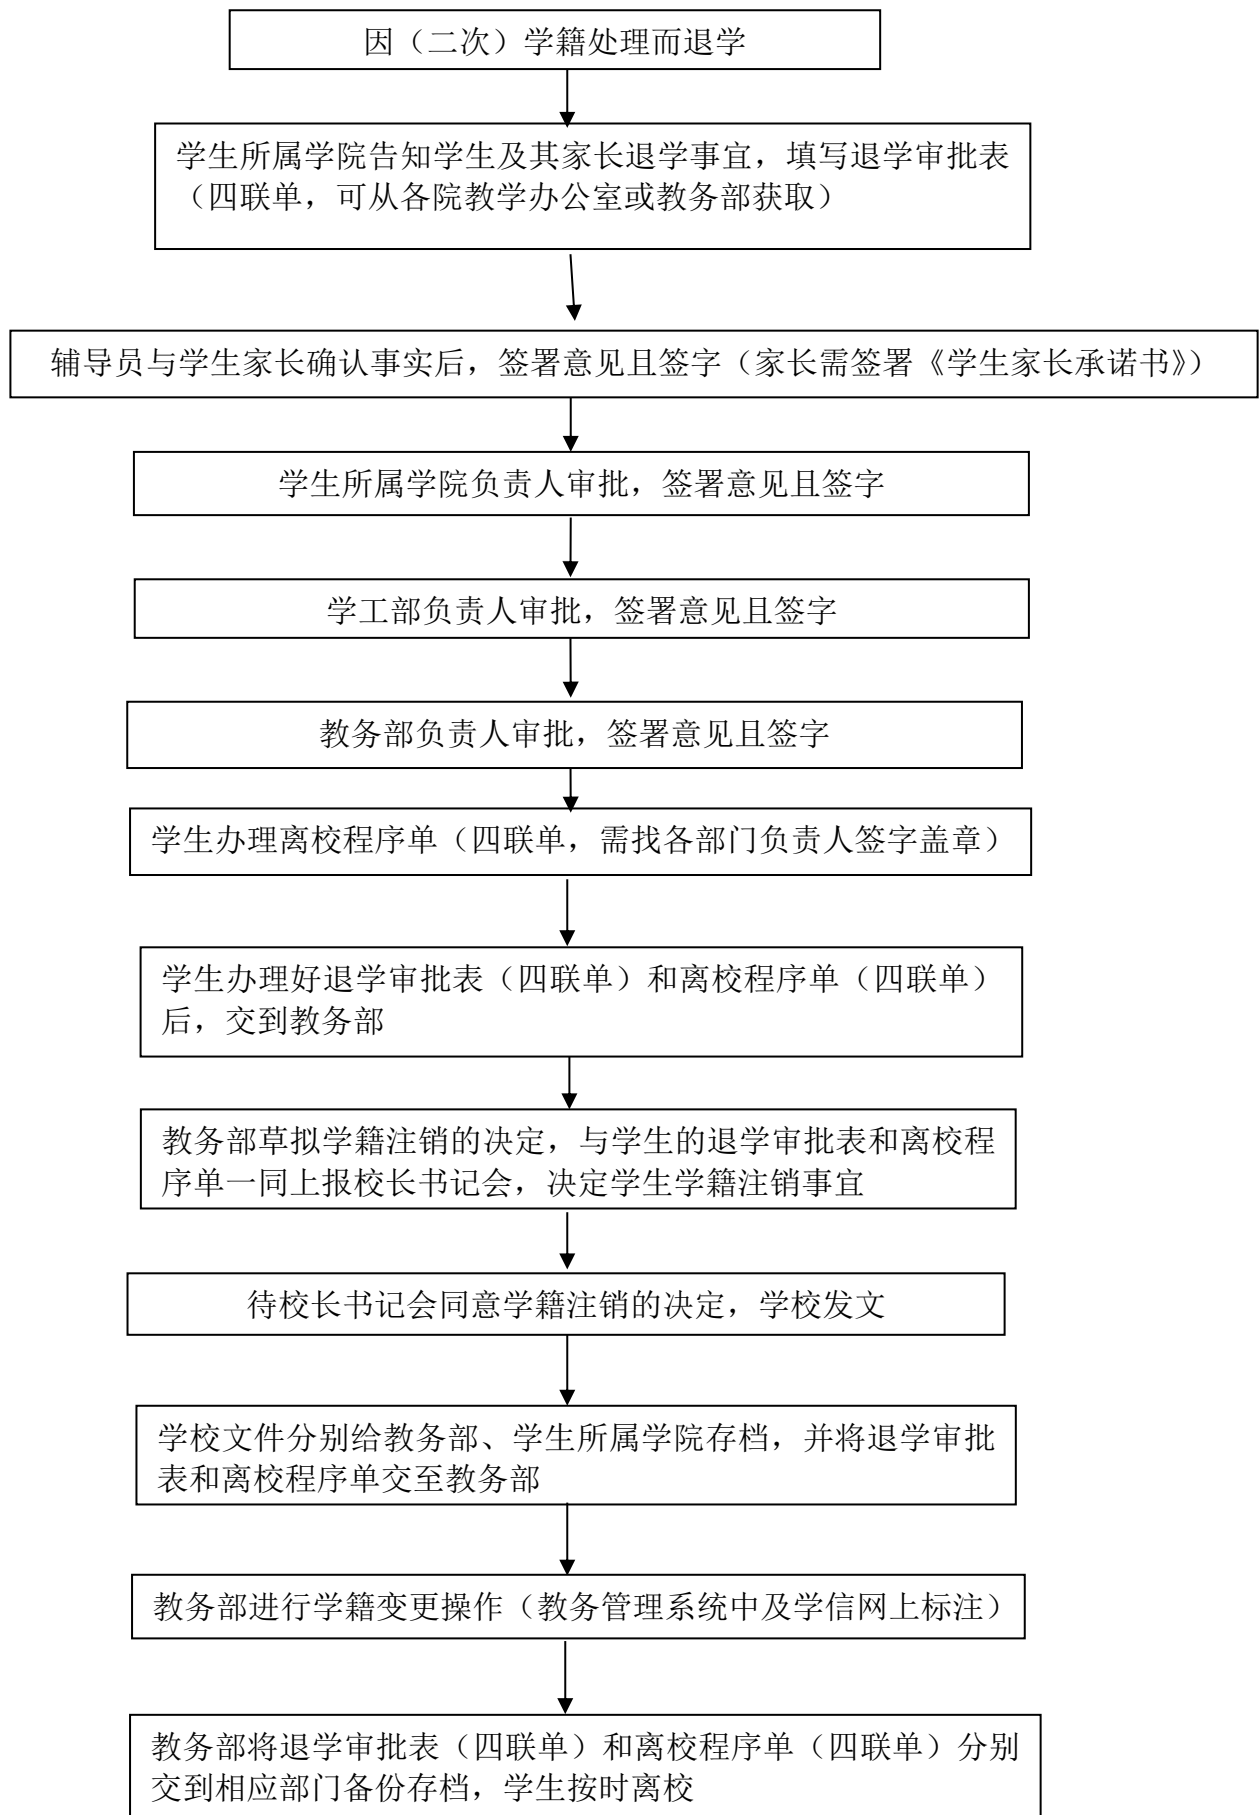 因（二次）学籍处理而退学
学生所属学院告知学生及其家长退学事宜，填写退学审批表
（四联单，可从各院教学办公室或教务部获取）
辅导员与学生家长确认事实后，签署意见且签字（家长需签署《学生家长承诺书》）
学生所属学院负责人审批，签署意见且签字
学工部负责人审批，签署意见且签字
教务部负责人审批，签署意见且签字
学生办理离校程序单（四联单，需找各部门负责人签字盖章）
学生办理好退学审批表（四联单）和离校程序单（四联单）
后，交到教务部
教务部草拟学籍注销的决定，与学生的退学审批表和离校程
序单一同上报校长书记会，决定学生学籍注销事宜
待校长书记会同意学籍注销的决定，学校发文
学校文件分别给教务部、学生所属学院存档，并将退学审批
表和离校程序单交至教务部
教务部进行学籍变更操作（教务管理系统中及学信网上标注）
教务部将退学审批表（四联单）和离校程序单（四联单）分别
交到相应部门备份存档，学生按时离校